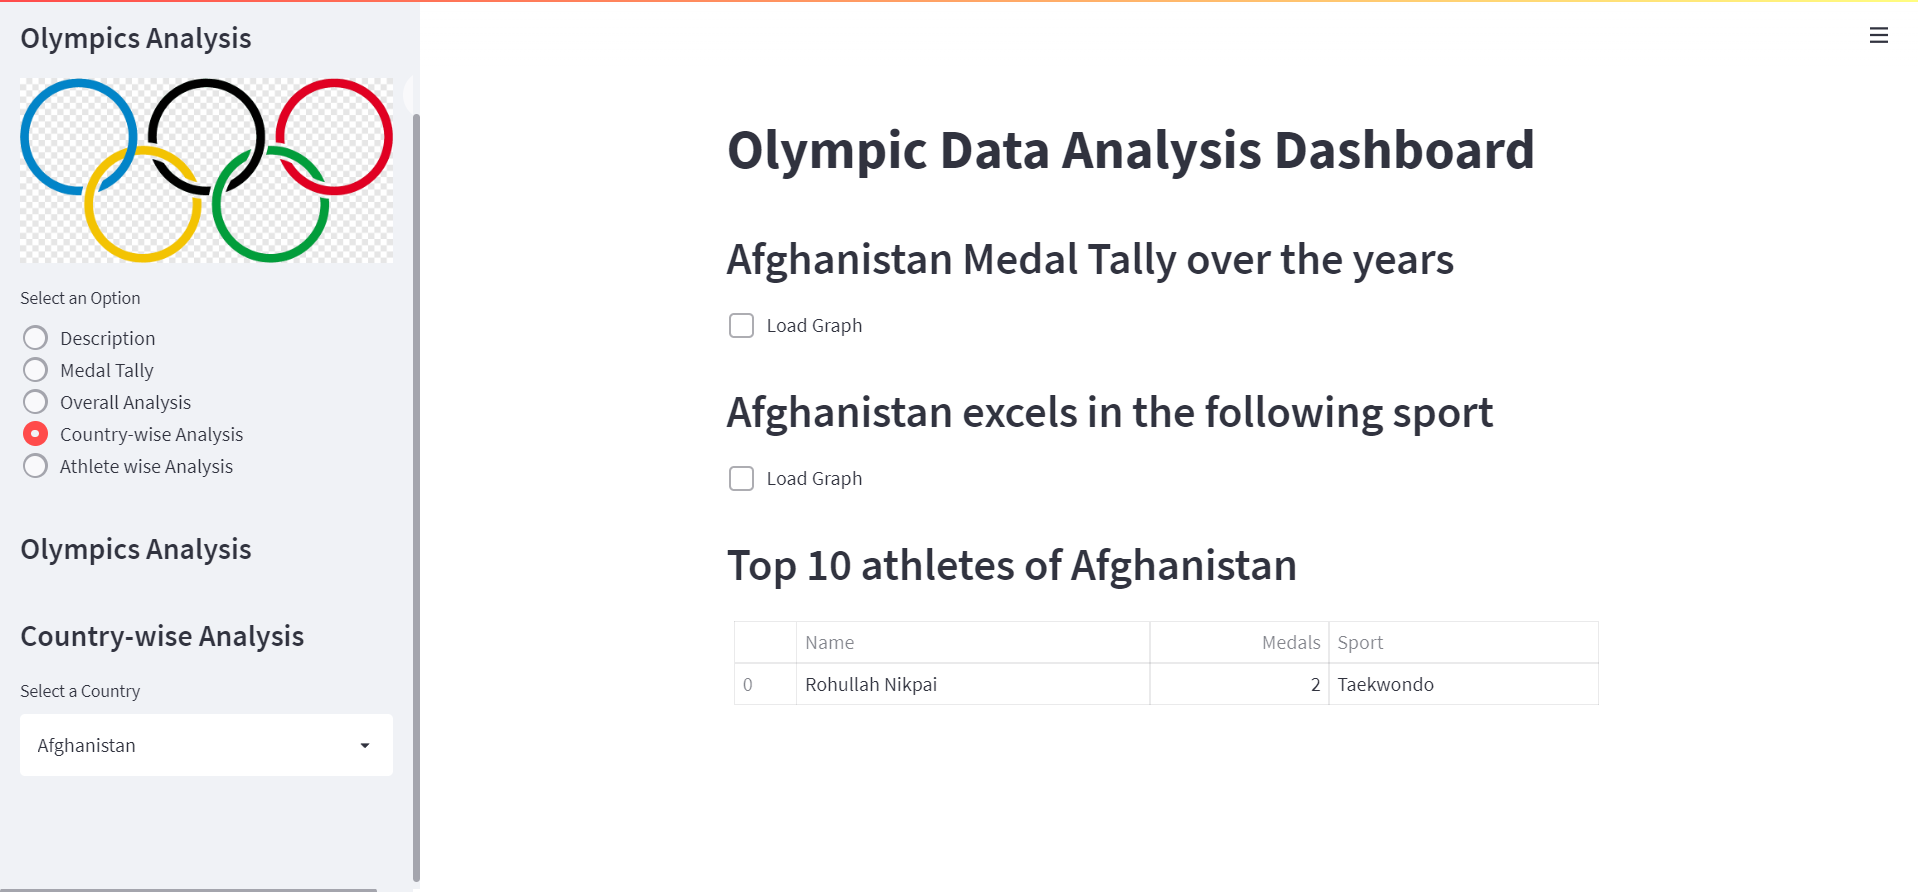 Olympics Analysis
Select an Option
Description
Medal Tally
Overall Analysis
Country-wise Analysis
Athlete wise Analysis
Olympics Analysis
Country-wise Analysis
Select a Country
Afghanistan
Olympic Data Analysis Dashboard
Afghanistan Medal Tally over the years
Load Graph
Afghanistan excels in the following sport
Load Graph
Top 10 athletes of Afghanistan
Name Medals Sport
0 Rohullah Nikpai 2 Taekwondo